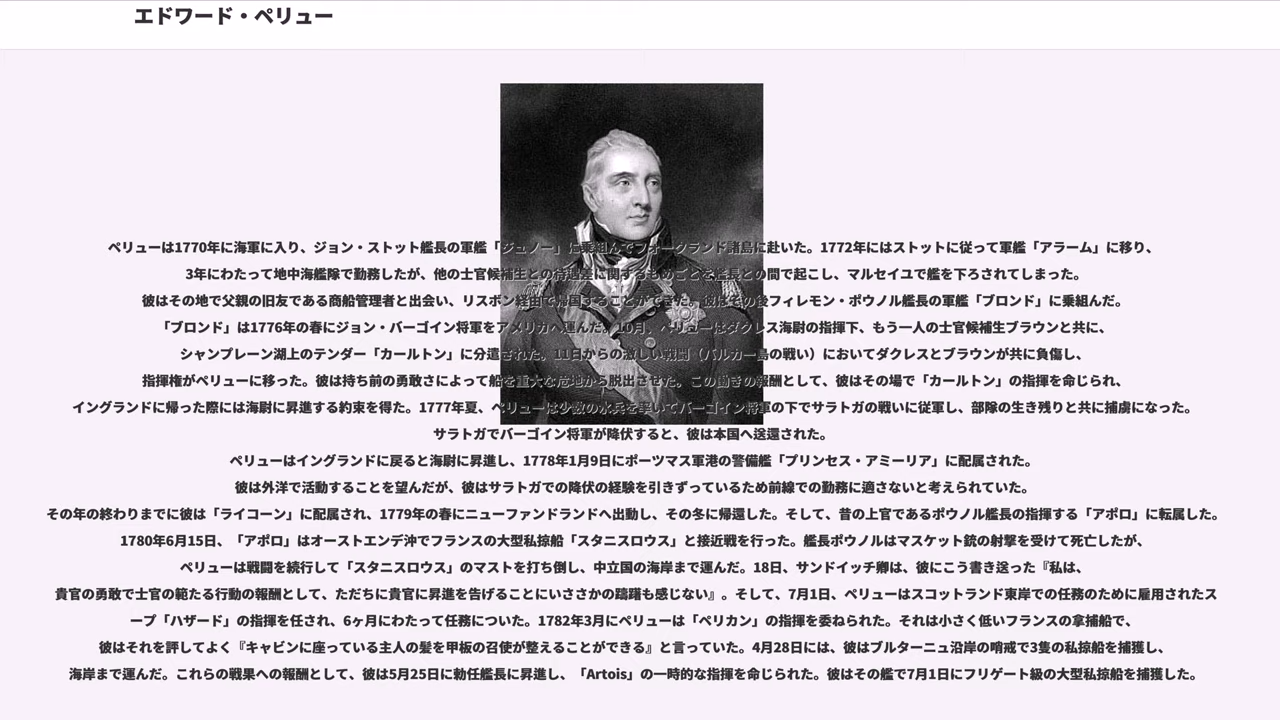 エドワード・ペリュー
ペリューは1770年に海軍に入り、ジョン・ストット艦長の軍艦「ジュノー」に乗組んでフォークランド諸島に赴いた。1772年にはストットに従って軍艦「アラーム」に移り、
3年にわたって地中海艦隊で勤務したが、他の士官候補生との待遇差に関するもめごとを艦長との間で起こし、マルセイユで艦を下ろされてしまった。
彼はその地で父親の旧友である商船管理者と出会い、リスボン経由で帰国することができた。彼はその後フィレモン・ポウノル艦長の軍艦「ブロンド」に乗組んだ。
「ブロンド」は1776年の春にジョン・バーゴイン将軍をアメリカへ運んだ。10月、ペリューはダクレス海尉の指揮下、もう一人の士官候補生ブラウンと共に、
シャンプレーン湖上のテンダー「カールトン」に分遣された。11日からの激しい戦闘（バルカー島の戦い）においてダクレスとブラウンが共に負傷し、
指揮権がペリューに移った。彼は持ち前の勇敢さによって船を重大な危地から脱出させた。この働きの報酬として、彼はその場で「カールトン」の指揮を命じられ、
イングランドに帰った際には海尉に昇進する約束を得た。1777年夏、ペリューは少数の水兵を率いてバーゴイン将軍の下でサラトガの戦いに従軍し、部隊の生き残りと共に捕虜になった。
サラトガでバーゴイン将軍が降伏すると、彼は本国へ送還された。
ペリューはイングランドに戻ると海尉に昇進し、1778年1月9日にポーツマス軍港の警備艦「プリンセス・アミーリア」に配属された。
彼は外洋で活動することを望んだが、彼はサラトガでの降伏の経験を引きずっているため前線での勤務に適さないと考えられていた。
その年の終わりまでに彼は「ライコーン」に配属され、1779年の春にニューファンドランドへ出動し、その冬に帰還した。そして、昔の上官であるポウノル艦長の指揮する「アポロ」に転属した。
1780年6月15日、「アポロ」はオーストエンデ沖でフランスの大型私掠船「スタニスロウス」と接近戦を行った。艦長ポウノルはマスケット銃の射撃を受けて死亡したが、
ペリューは戦闘を続行して「スタニスロウス」のマストを打ち倒し、中立国の海岸まで運んだ。18日、サンドイッチ卿は、彼にこう書き送った『私は、
貴官の勇敢で士官の範たる行動の報酬として、ただちに貴官に昇進を告げることにいささかの躊躇も感じない』。そして、7月1日、ペリューはスコットランド東岸での任務のために雇用されたス
ープ「ハザード」の指揮を任され、6ヶ月にわたって任務についた。1782年3月にペリューは「ペリカン」の指揮を委ねられた。それは小さく低いフランスの拿捕船で、
彼はそれを評してよく『キャビンに座っている主人の髪を甲板の召使が整えることができる』と言っていた。4月28日には、彼はブルターニュ沿岸の哨戒で3隻の私掠船を捕獲し、
海岸まで運んだ。これらの戦果への報酬として、彼は5月25日に勅任艦長に昇進し、「Artois」の一時的な指揮を命じられた。彼はその艦で7月1日にフリゲート級の大型私掠船を捕獲した。